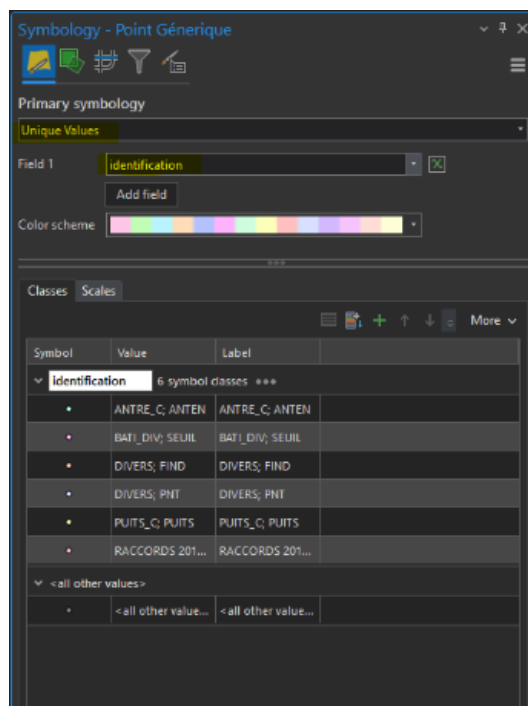 Symbology - Point Générique
Primary symbology
Unique Values
Field 1 identification
Add field
Color scheme
Classes Scales
More
Symbol Value Label
identification 6 symbol classes
ANTRE_C; ANTEN ANTRE_C; ANTEN
BATI_DIV; SEUIL BATI_DIV; SEUIL
DIVERS; FIND DIVERS; FIND
DIVERS; PNT DIVERS; PNT
PUITS_C; PUITS PUITS_C; PUITS
RACCORDS 201... RACCORDS 201...
<all other values>
<all other value... <all other value...